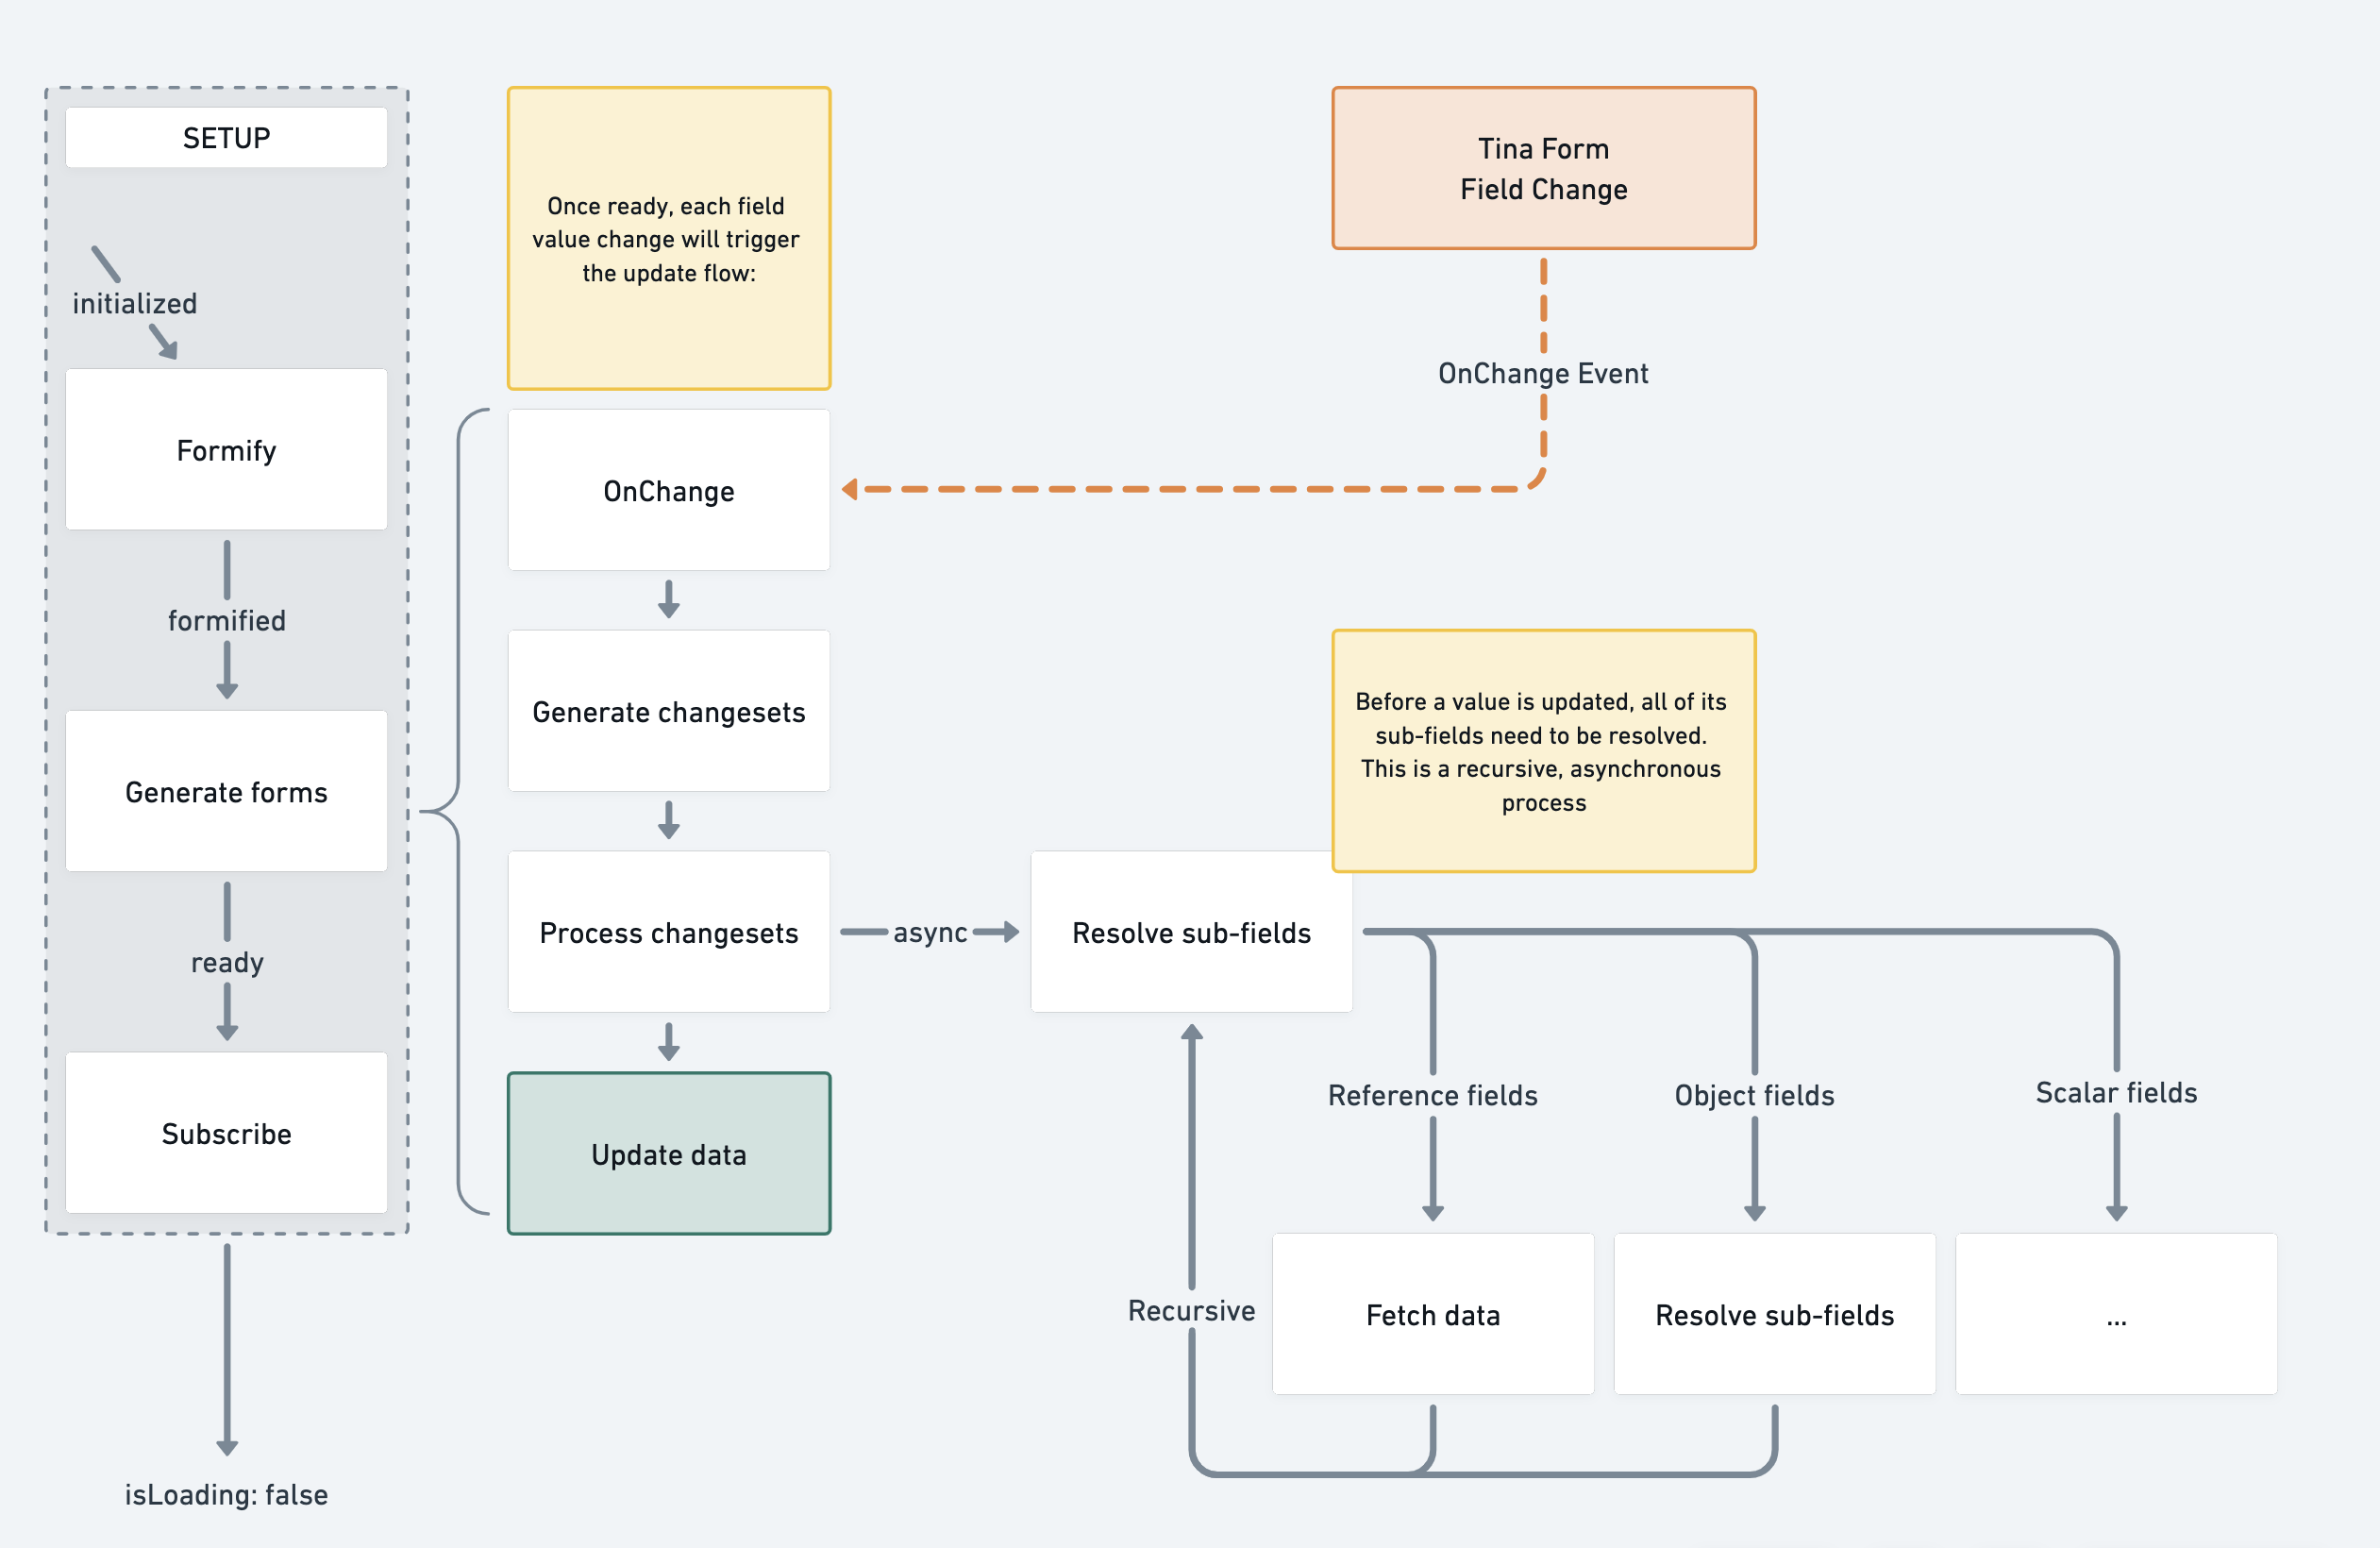 SETUP
initialized
Formify
formified
Generate forms
ready
Subscribe
isLoading: false
Once ready, each field
value change will trigger
the update flow:
OnChange
Generate changesets
Process changesets
Update data
async
Tina Form
Field Change
OnChange Event
Before a value is updated, all of its
sub-fields need to be resolved.
This is a recursive, asynchronous
process
Resolve sub-fields
Reference fields
Object fields
Scalar fields
Recursive
Fetch data
Resolve sub-fields
...